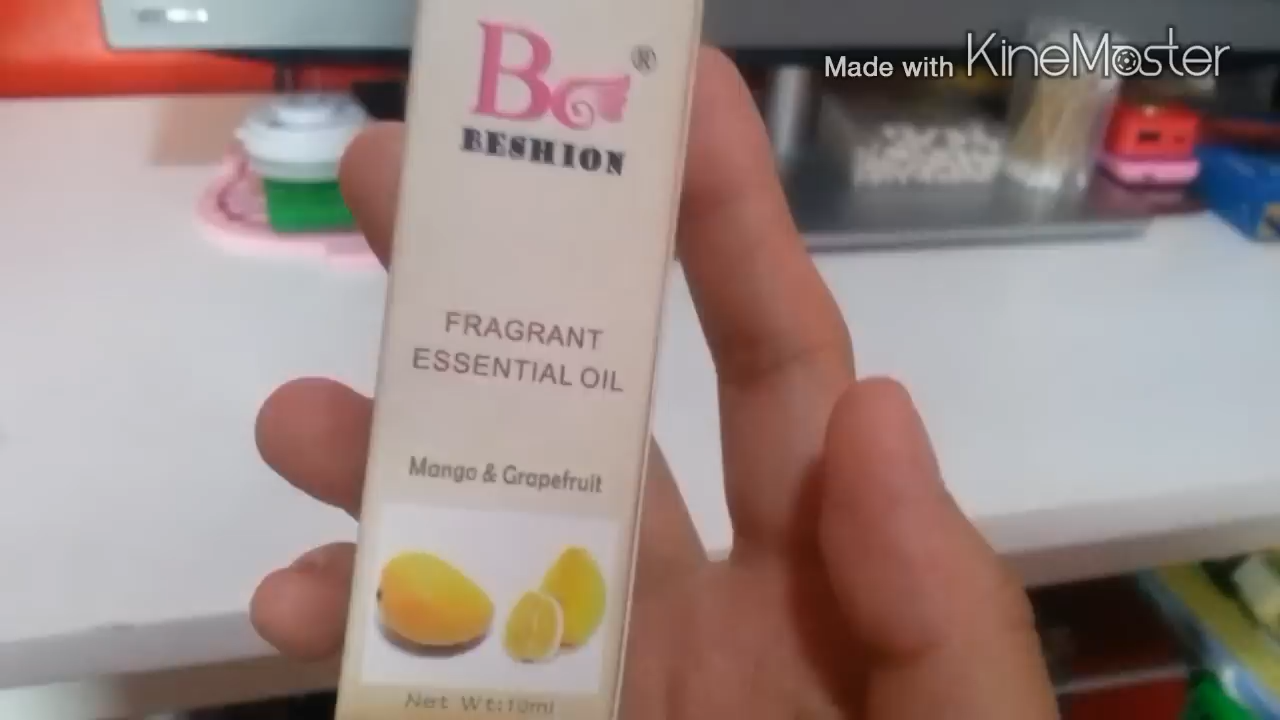 Made with KineMaster
Be®
BESHION
FRAGRANT
ESSENTIAL OIL
Mango & Grapefruit
Net Wt:10ml